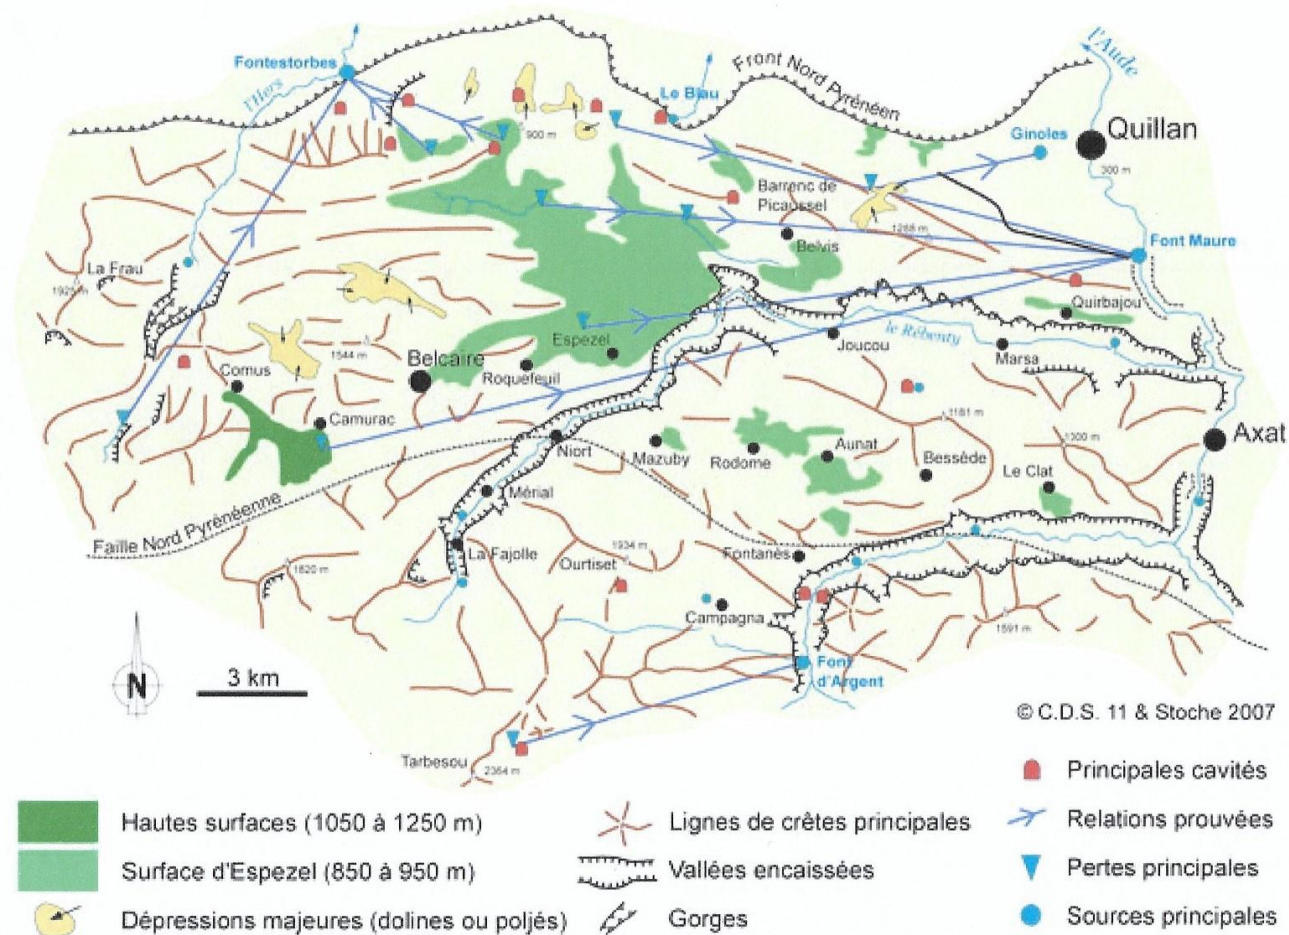 l'Aude
Front Nord Pyrénéen
Fontestorbes
l'Hers
Le Blau
Ginoles
Quillan
900 m
300 m
Barrenc de
Picaussel
1288 m
Belvis
Font Maure
La Frau
1925 m
Quirbajou
le Rébenty
1544 m
Espezel
Joucou
Marsa
Comus
Belcaire
Roquefeuil
Camurac
1161 m
1300 m
Axat
Niort
Mazuby
Rodome
Aunat
Bessède
Le Clat
Mérial
Faille Nord Pyrénéenne
La Fajolle
1934 m
Ourtiset
Fontanès
1820 m
Campagna
1591 m
N
3 km
Font
d'Argent
© C.D.S. 11 & Stoche 2007
Tarbesou
2364 m
Principales cavités
Hautes surfaces (1050 à 1250 m)
Lignes de crêtes principales
Relations prouvées
Surface d'Espezel (850 à 950 m)
Vallées encaissées
Pertes principales
Dépressions majeures (dolines ou poljés)
Gorges
Sources principales